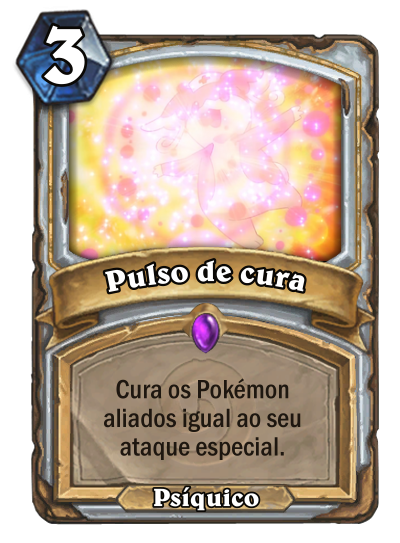 3
Pulso de cura
Cura os Pokémon
aliados igual ao seu
ataque especial.
Psíquico